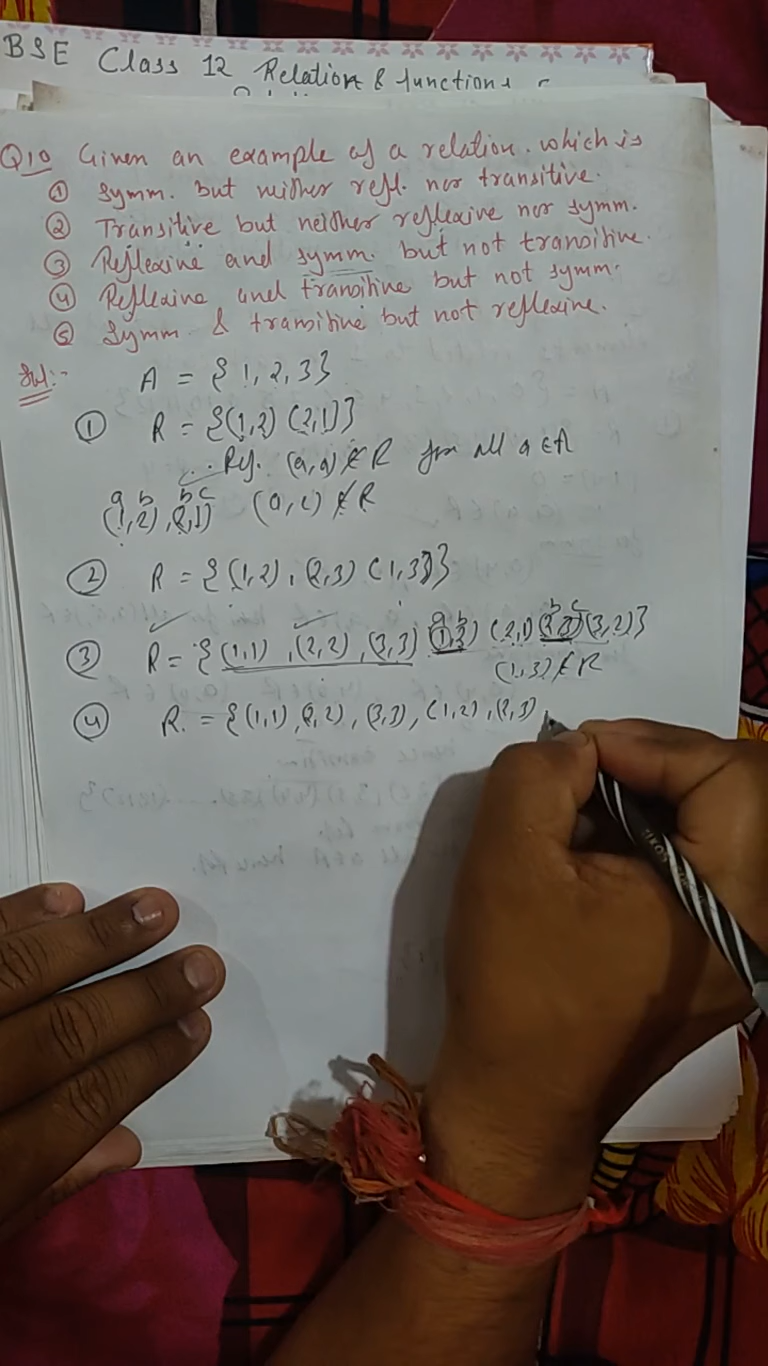 BSE Class 12 Relation & functions
Q10 Given an example of a relation. which is
① Symm. but neither refl. nor transitive.
② Transitive but neither reflexive nor symm.
③ Reflexive and symm. but not transitive.
④ Reflexive and transitive but not symm.
⑤ Symm & transitive but not reflexive.
Sol:-
A = {1, 2, 3}
① R = {(1,2) (2,1)}
∴ Ref. (a,a) ∉ R for all a ∈ A
a b b c
(1,2), (2,1) (a,c) ∉ R
② R = {(1,2), (2,3) (1,3)}
③ R = {(1,1), (2,2), (3,3) (1,2) (2,1) (2,3) (3,2)}
(1,3) ∉ R
④ R. = {(1,1), (2,2), (3,3), (1,2), (2,3),